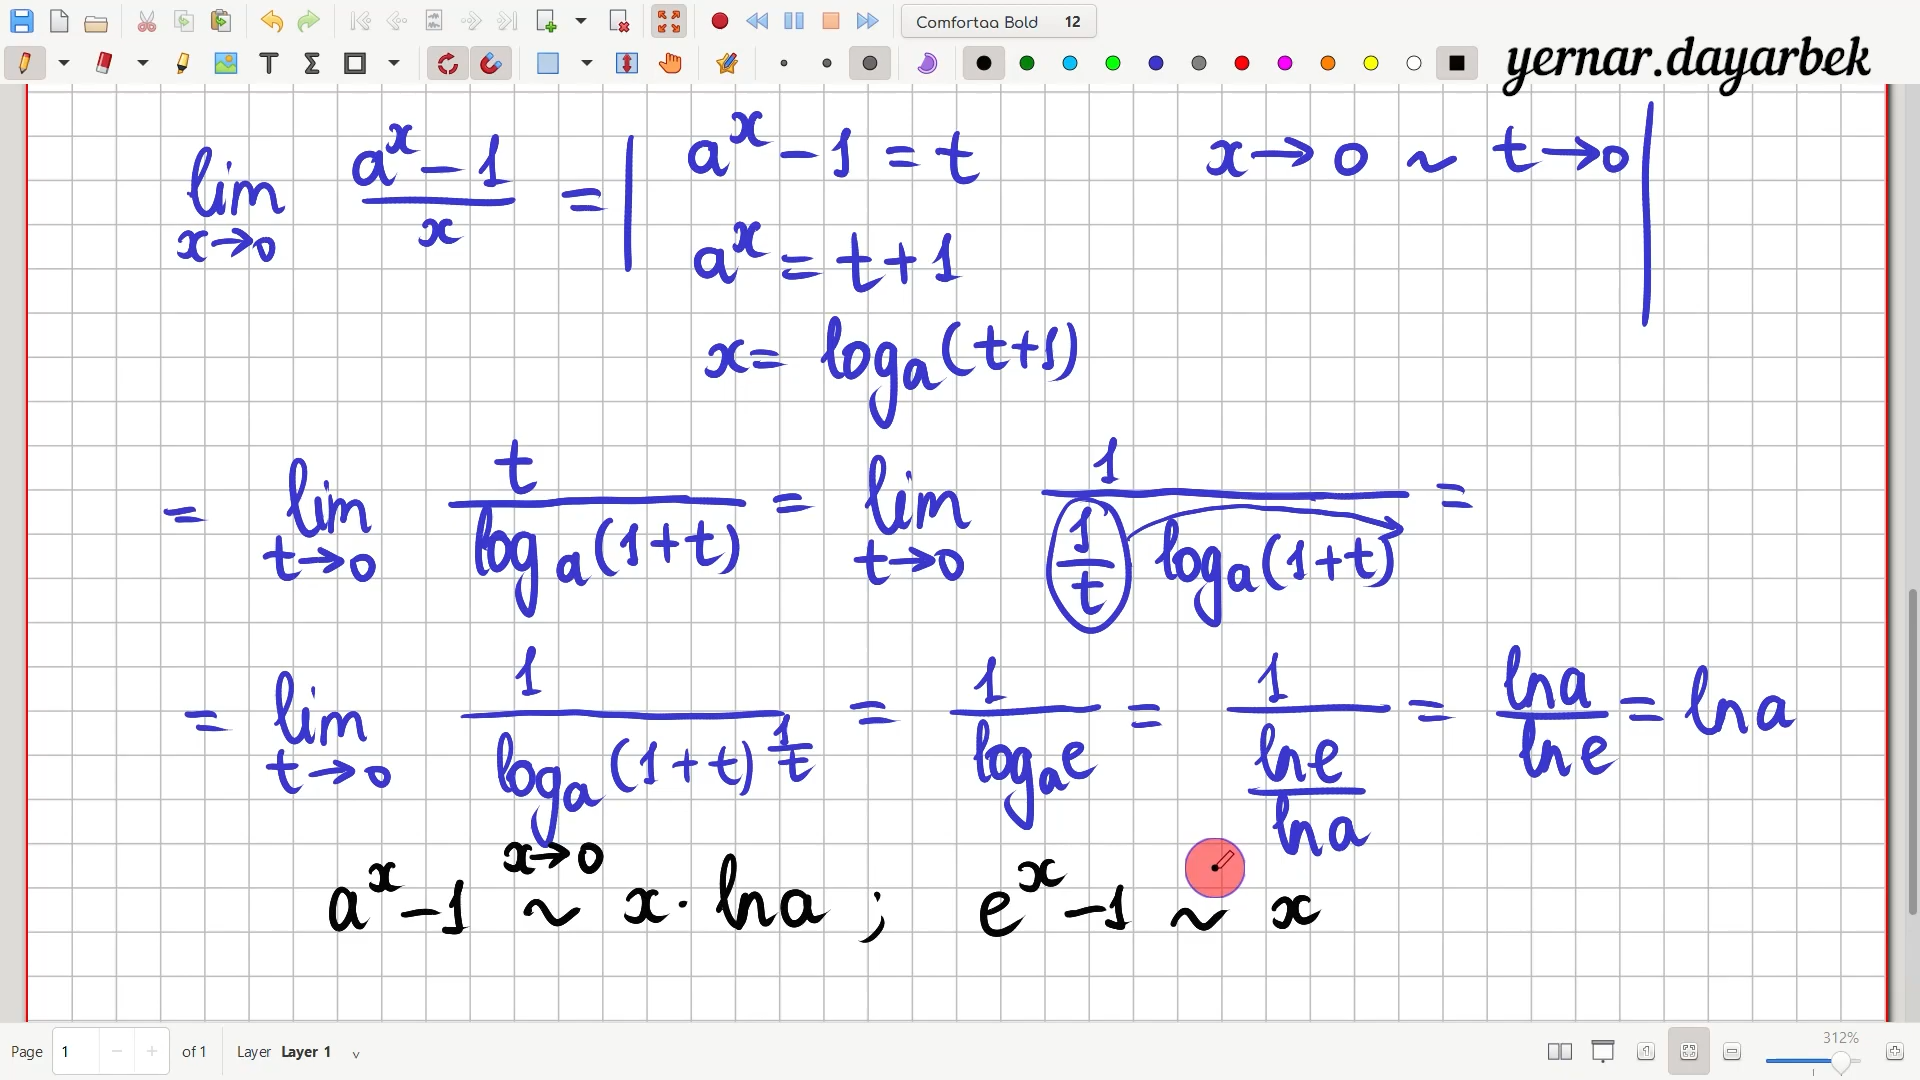 Comfortaa Bold 12
yernar.dayarbek
lim x→0 (a^x − 1)/x = | a^x − 1 = t x→0 ~ t→0 |
a^x = t + 1
x = log_a(t+1)
= lim t→0 t/log_a(1+t) = lim t→0 1/((1/t) log_a(1+t)) =
= lim t→0 1/log_a(1+t)^(1/t) = 1/log_a e = 1/(ln e/ln a) = ln a/ln e = ln a
x→0
a^x − 1 ~ x · ln a ; e^x − 1 ~ x
Page 1 of 1 Layer Layer 1 312%